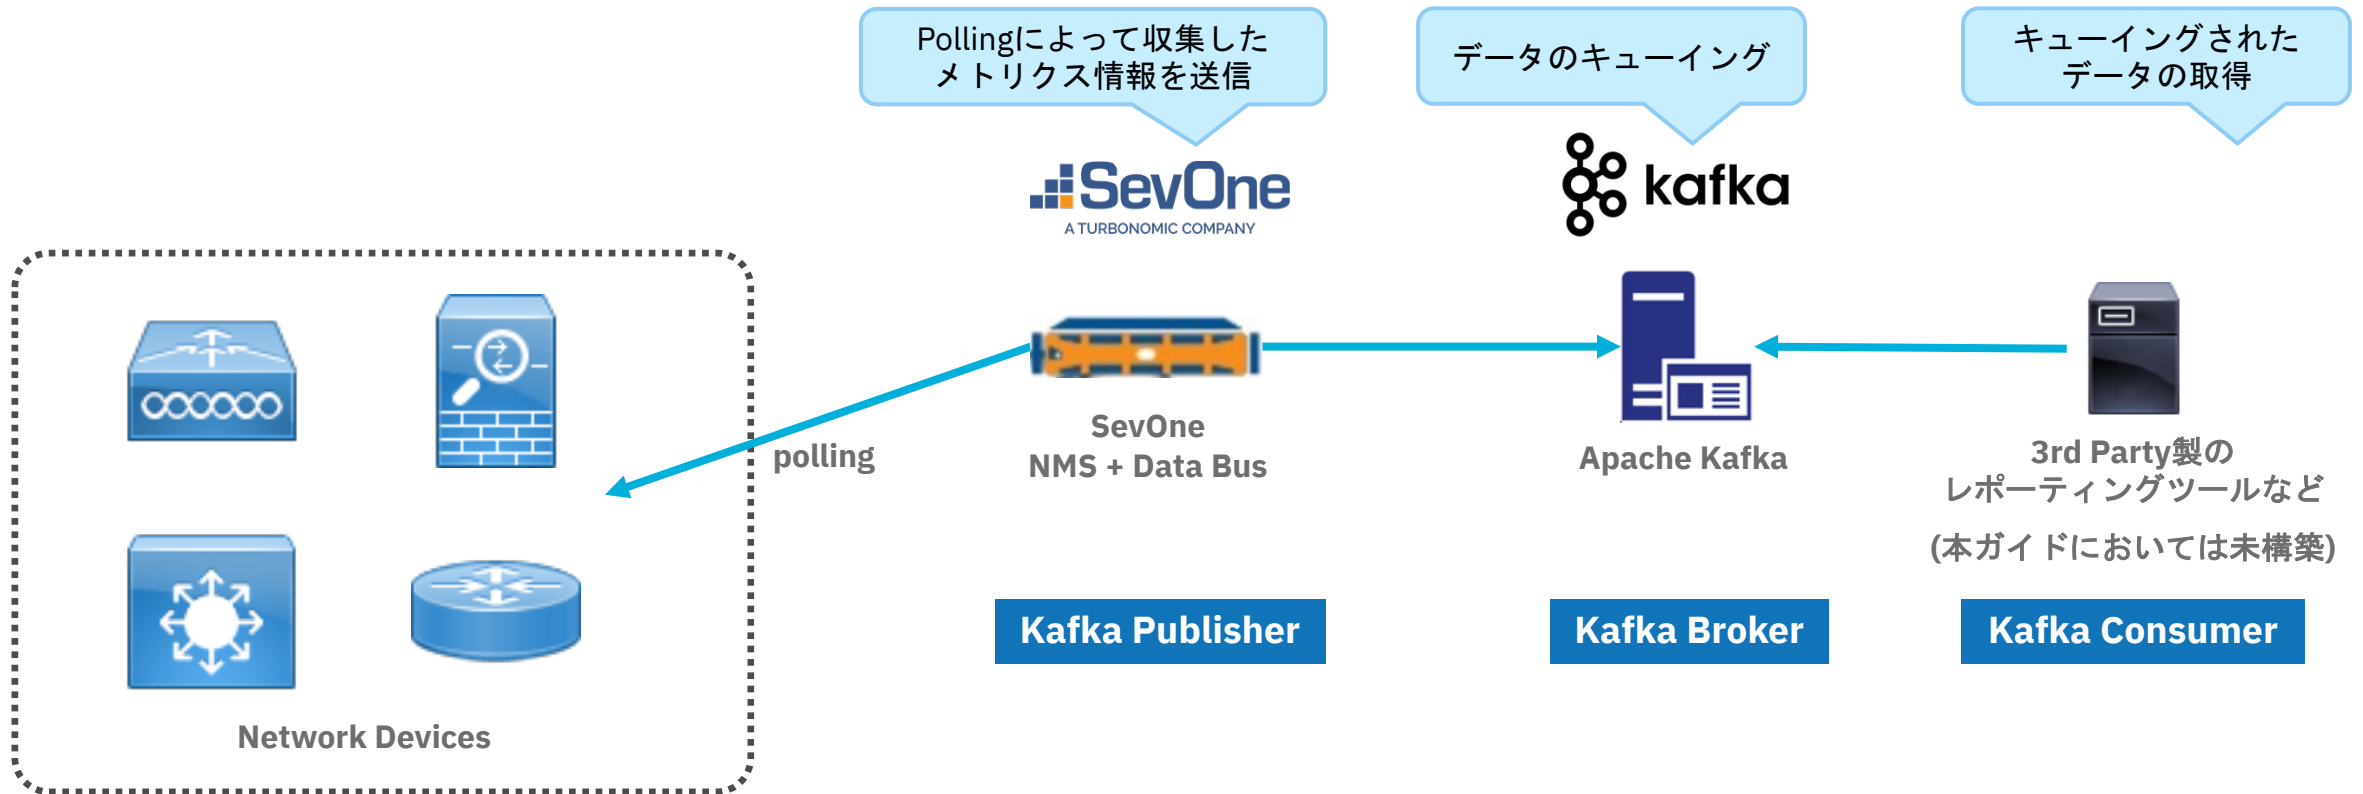 Pollingによって収集した
メトリクス情報を送信
データのキューイング
キューイングされた
データの取得
SevOne
A TURBONOMIC COMPANY
kafka
polling
SevOne
NMS + Data Bus
Apache Kafka
3rd Party製の
レポーティングツールなど
(本ガイドにおいては未構築)
Kafka Publisher
Kafka Broker
Kafka Consumer
Network Devices